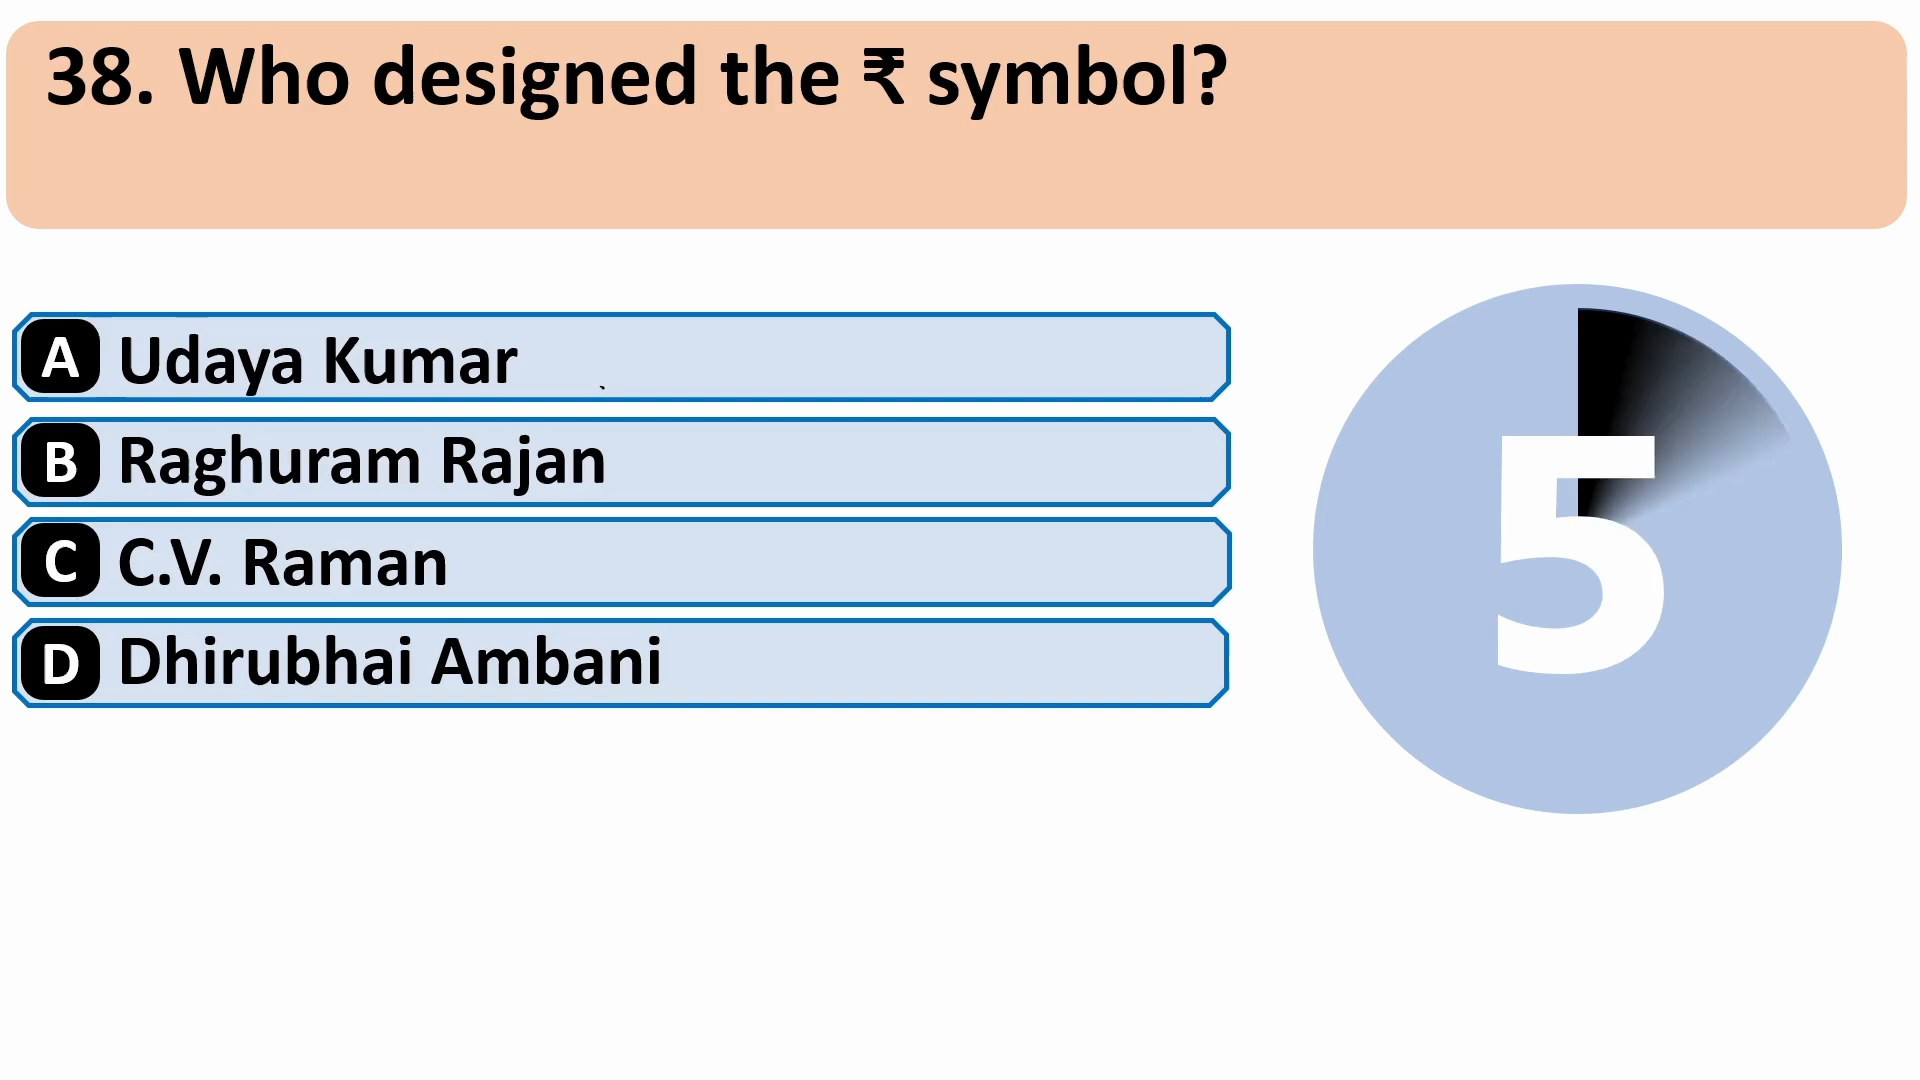 38. Who designed the ₹ symbol?
A Udaya Kumar
B Raghuram Rajan
C C.V. Raman
D Dhirubhai Ambani
5